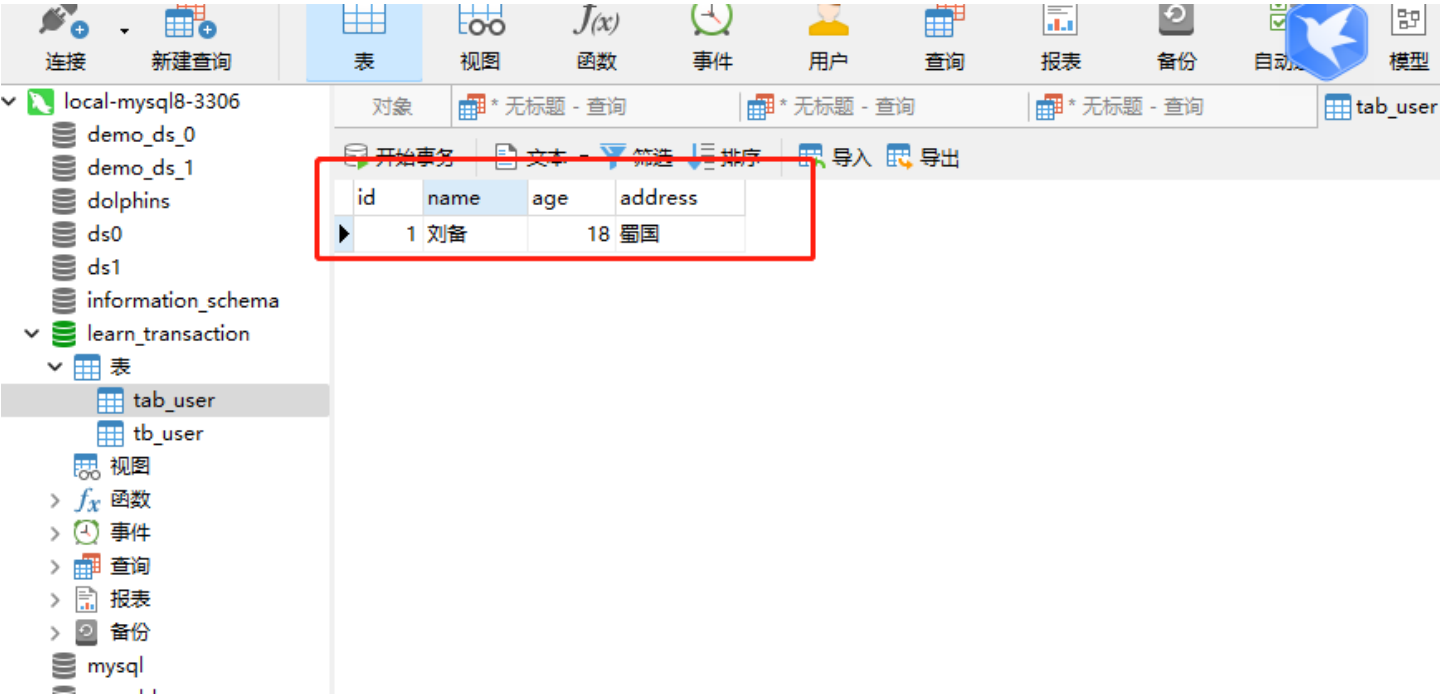 f(x)
连接 新建查询 表 视图 函数 事件 用户 查询 报表 备份 自动 模型
local-mysql8-3306
demo_ds_0
demo_ds_1
dolphins
ds0
ds1
information_schema
learn_transaction
表
tab_user
tb_user
视图
fx 函数
事件
查询
报表
备份
mysql
对象 * 无标题 - 查询 * 无标题 - 查询 * 无标题 - 查询 tab_user
开始事务 文本 筛选 排序 导入 导出
id name age address
1 刘备 18 蜀国